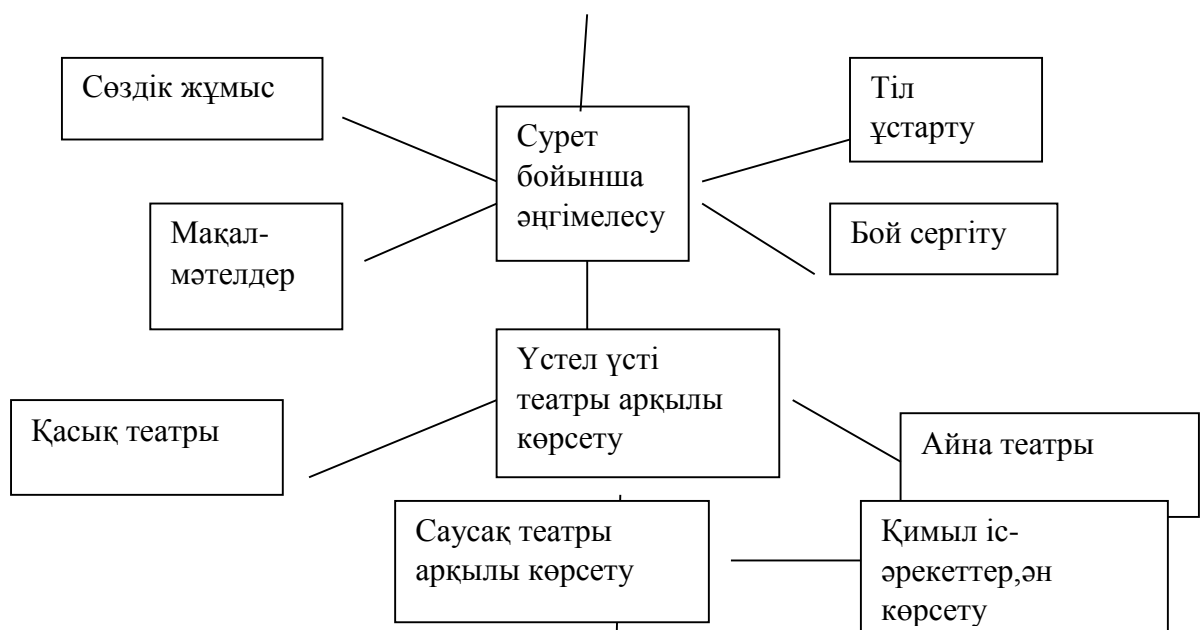 Сөздік жұмыс
Тіл
ұстарту
Сурет
бойынша
әңгімелесу
Мақал-
мәтелдер
Бой сергіту
Үстел үсті
театры арқылы
көрсету
Қасық театры
Айна театры
Саусақ театры
арқылы көрсету
Қимыл іс-
әрекеттер,ән
көрсету